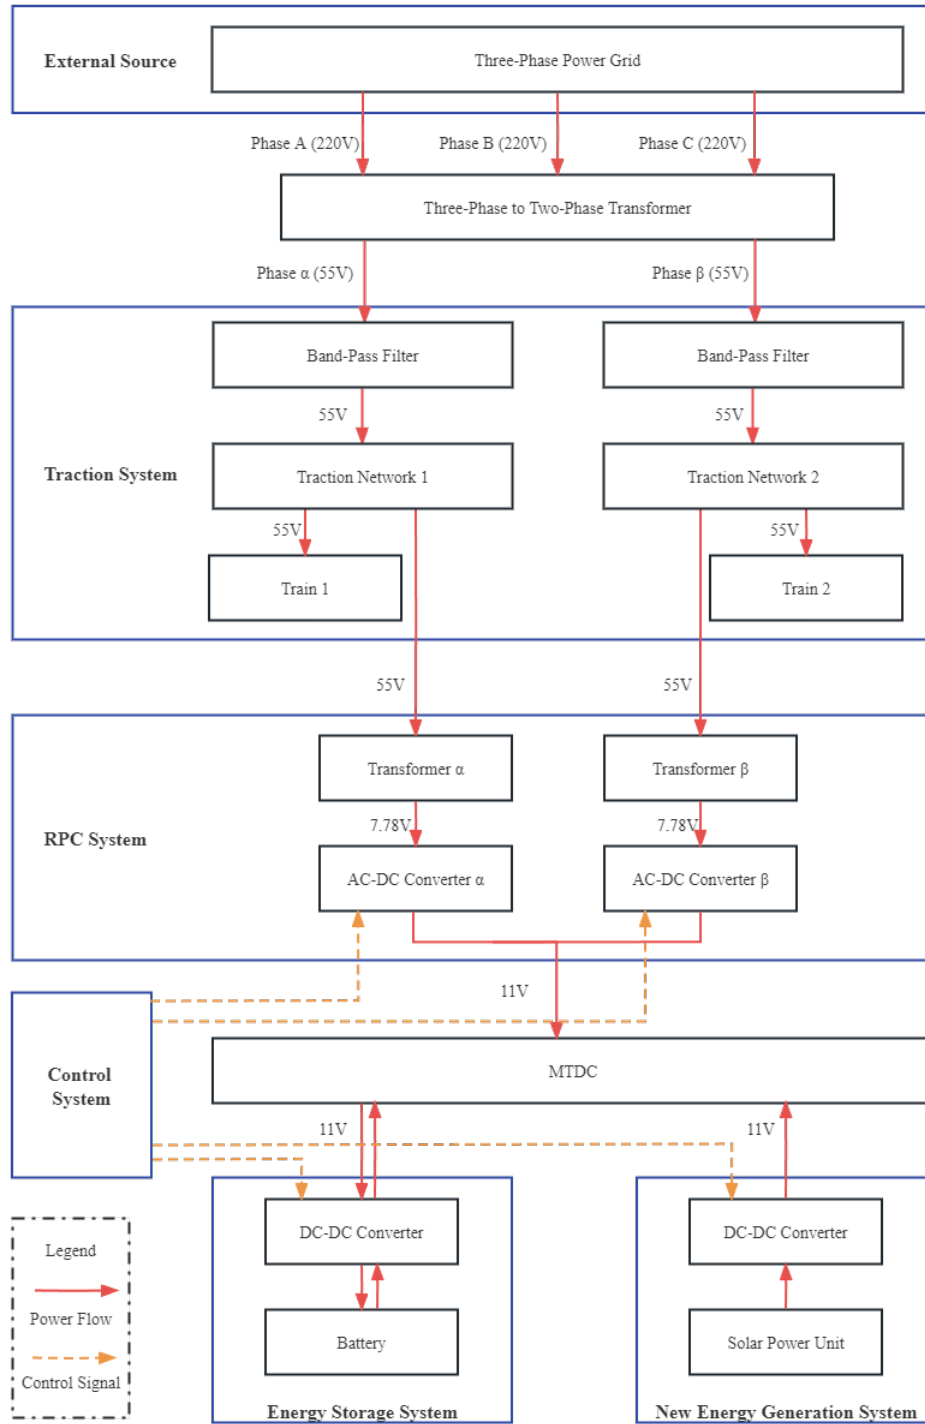 External Source
Three-Phase Power Grid
Phase A (220V)
Phase B (220V)
Phase C (220V)
Three-Phase to Two-Phase Transformer
Phase α (55V)
Phase β (55V)
Band-Pass Filter
Band-Pass Filter
55V
55V
Traction System
Traction Network 1
Traction Network 2
55V
55V
Train 1
Train 2
55V
55V
Transformer α
Transformer β
7.78V
7.78V
RPC System
AC-DC Converter α
AC-DC Converter β
11V
Control
System
MTDC
11V
11V
DC-DC Converter
DC-DC Converter
Legend
Power Flow
Control Signal
Battery
Solar Power Unit
Energy Storage System
New Energy Generation System